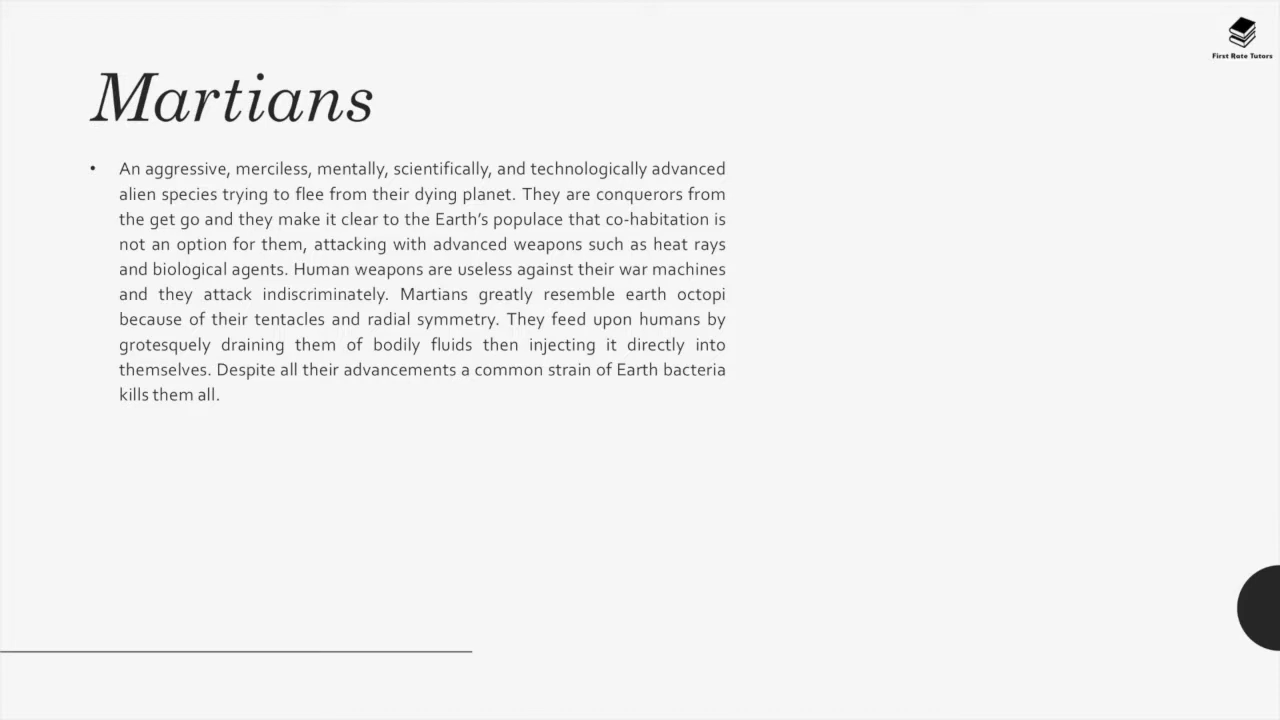 First Rate Tutors
Martians
• An aggressive, merciless, mentally, scientifically, and technologically advanced
alien species trying to flee from their dying planet. They are conquerors from
the get go and they make it clear to the Earth’s populace that co-habitation is
not an option for them, attacking with advanced weapons such as heat rays
and biological agents. Human weapons are useless against their war machines
and they attack indiscriminately. Martians greatly resemble earth octopi
because of their tentacles and radial symmetry. They feed upon humans by
grotesquely draining them of bodily fluids then injecting it directly into
themselves. Despite all their advancements a common strain of Earth bacteria
kills them all.